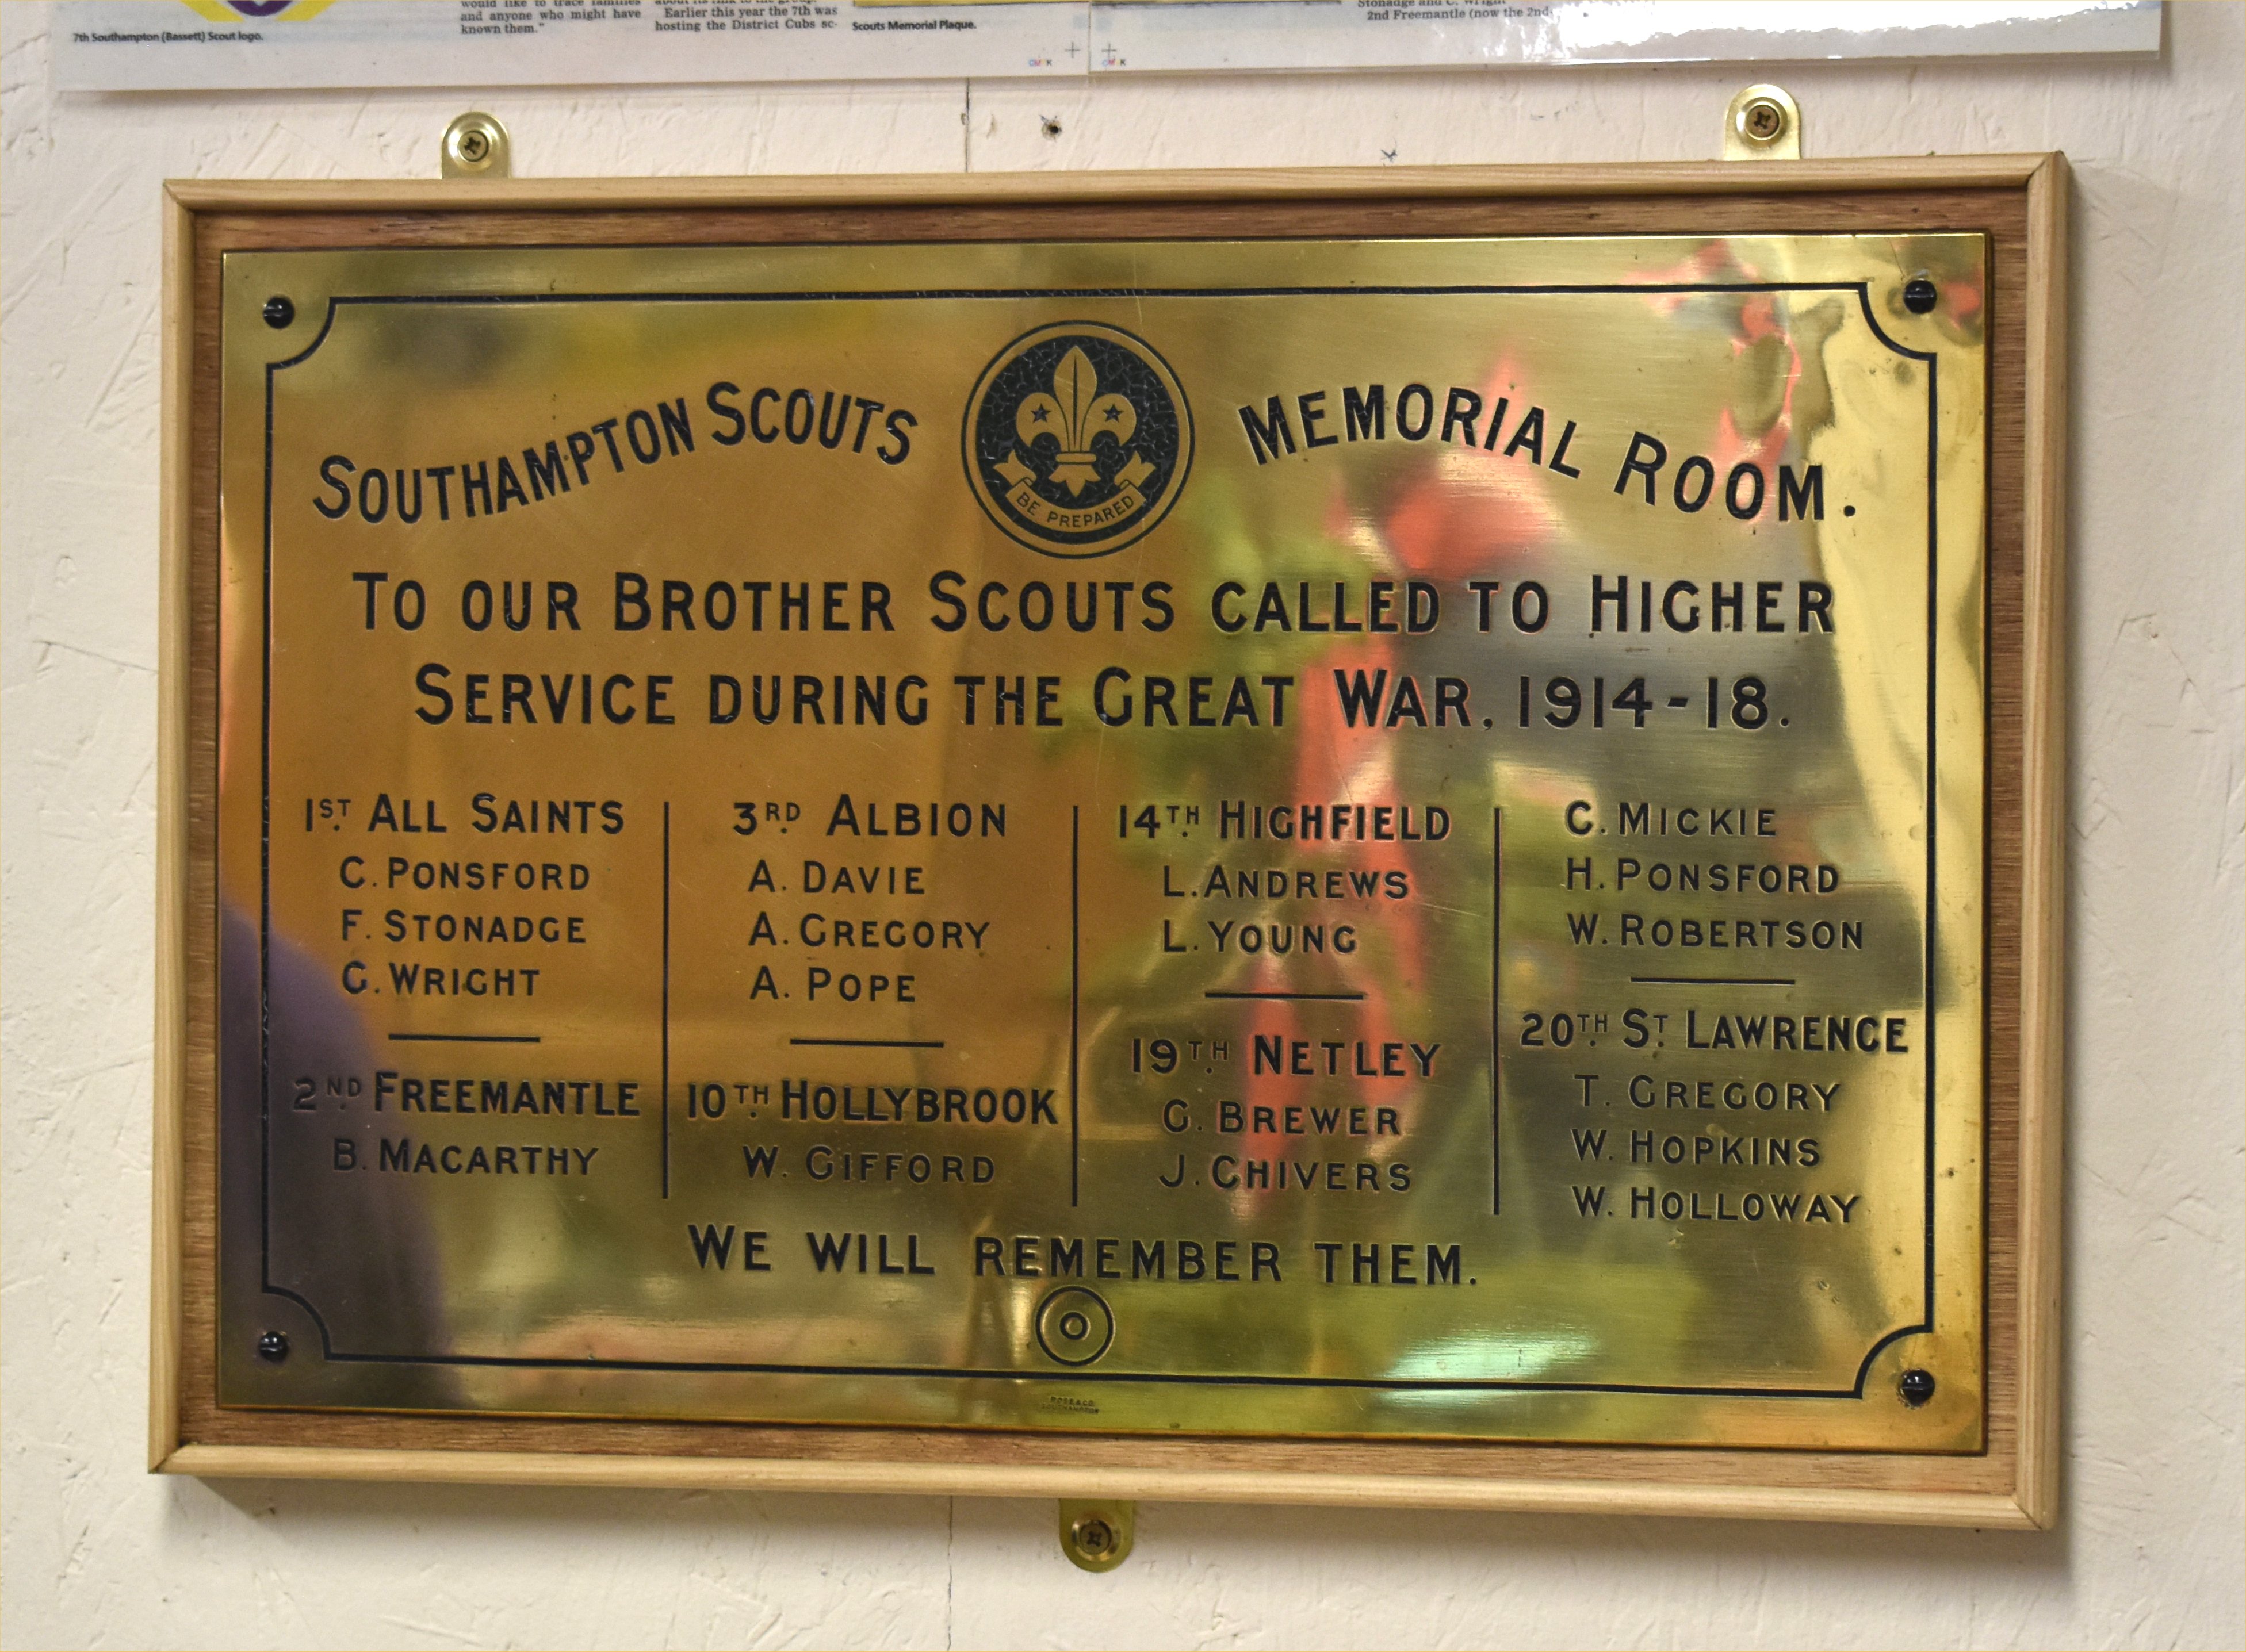 would like to trace families
and anyone who might have
known them."
7th Southampton (Bassett) Scout logo.
about its link to the group.
Earlier this year the 7th was
hosting the District Cubs sc-
Scouts Memorial Plaque.
Stonadge and C. Wright
2nd Freemantle (now the 2nd
SOUTHAMPTON SCOUTS
BE PREPARED
MEMORIAL ROOM.
TO OUR BROTHER SCOUTS CALLED TO HIGHER
SERVICE DURING THE GREAT WAR, 1914-18.
1ST ALL SAINTS
C. PONSFORD
F. STONADGE
G. WRIGHT
2ND FREEMANTLE
B. MACARTHY
3RD ALBION
A. DAVIE
A. GREGORY
A. POPE
10TH HOLLYBROOK
W. GIFFORD
14TH HIGHFIELD
L. ANDREWS
L. YOUNG
19TH NETLEY
G. BREWER
J. CHIVERS
C. MICKIE
H. PONSFORD
W. ROBERTSON
20TH ST LAWRENCE
T. GREGORY
W. HOPKINS
W. HOLLOWAY
WE WILL REMEMBER THEM.
SOUTHAMPTON